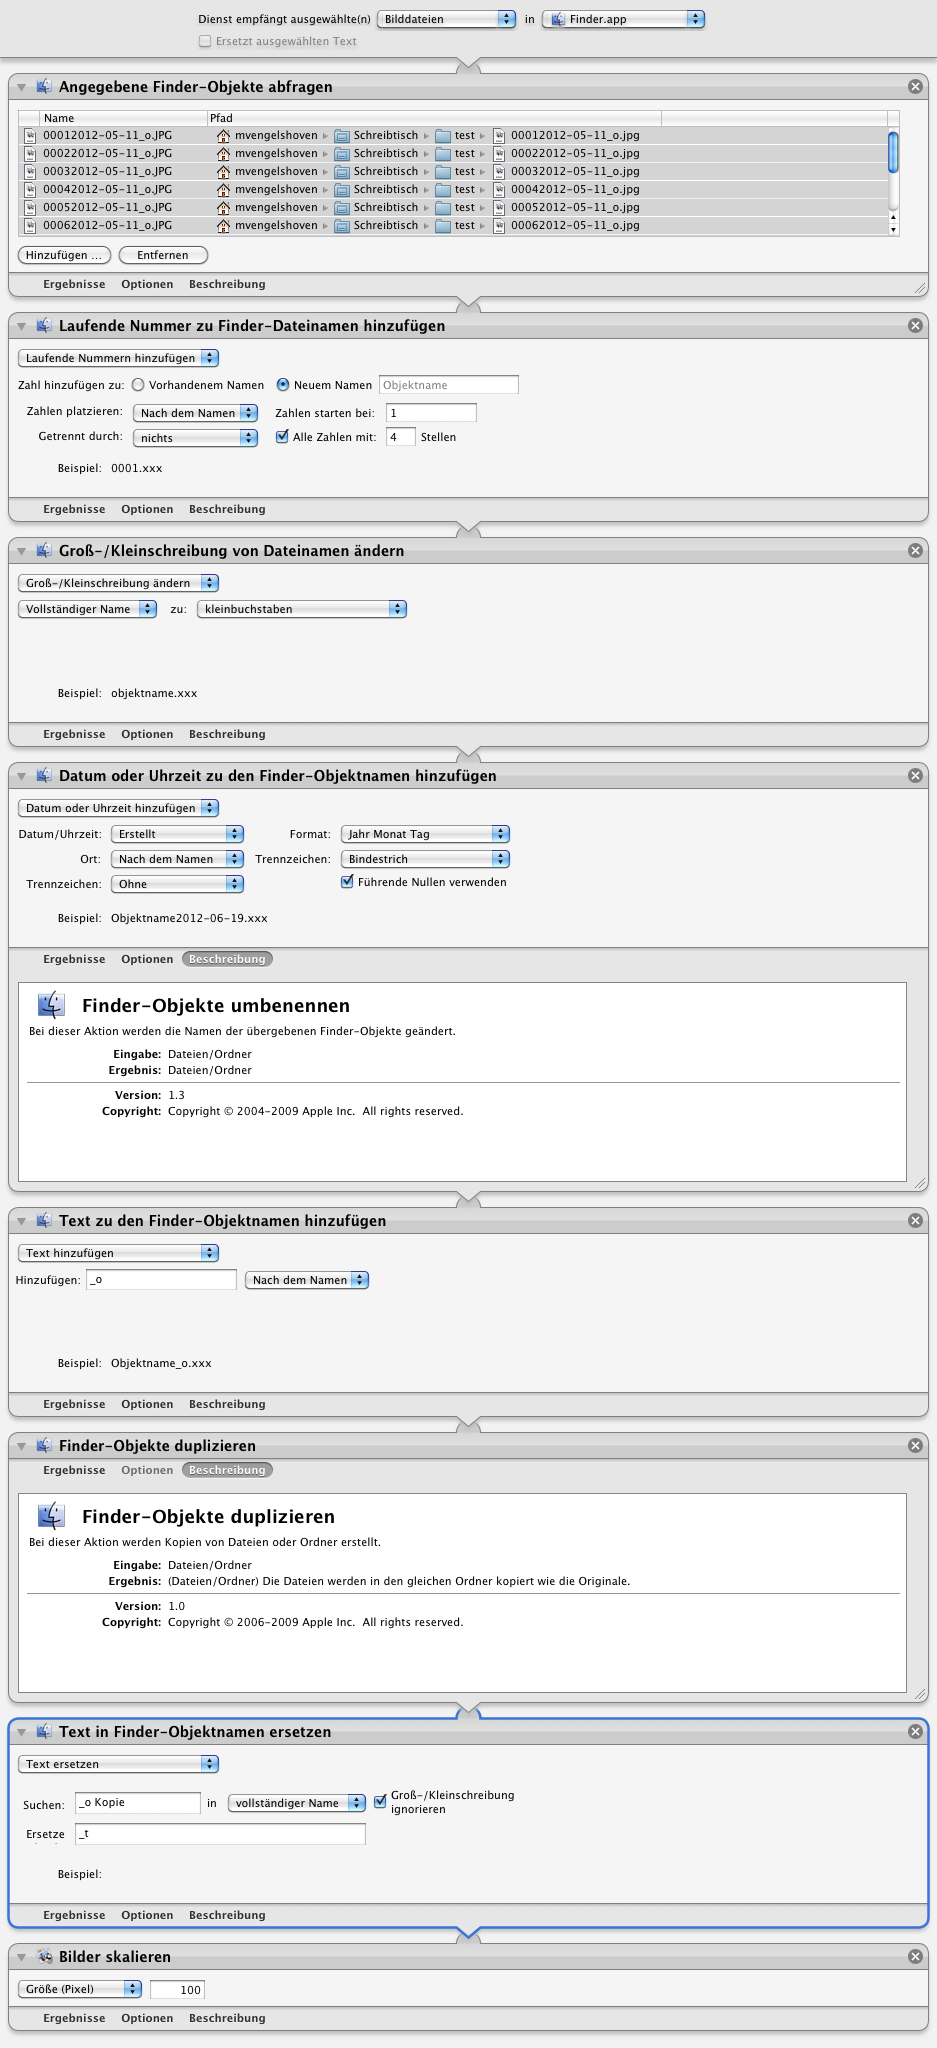 Dienst empfängt ausgewählte(n) Bilddateien in Finder.app
Ersetzt ausgewählten Text
Angegebene Finder-Objekte abfragen
Name Pfad
00012012-05-11_o.JPG mvengelshoven Schreibtisch test 00012012-05-11_o.jpg
00022012-05-11_o.JPG mvengelshoven Schreibtisch test 00022012-05-11_o.jpg
00032012-05-11_o.JPG mvengelshoven Schreibtisch test 00032012-05-11_o.jpg
00042012-05-11_o.JPG mvengelshoven Schreibtisch test 00042012-05-11_o.jpg
00052012-05-11_o.JPG mvengelshoven Schreibtisch test 00052012-05-11_o.jpg
00062012-05-11_o.JPG mvengelshoven Schreibtisch test 00062012-05-11_o.jpg
Hinzufügen ... Entfernen
Ergebnisse Optionen Beschreibung
Laufende Nummer zu Finder-Dateinamen hinzufügen
Laufende Nummern hinzufügen
Zahl hinzufügen zu: Vorhandenem Namen Neuem Namen Objektname
Zahlen platzieren: Nach dem Namen Zahlen starten bei: 1
Getrennt durch: nichts Alle Zahlen mit: 4 Stellen
Beispiel: 0001.xxx
Ergebnisse Optionen Beschreibung
Groß-/Kleinschreibung von Dateinamen ändern
Groß-/Kleinschreibung ändern
Vollständiger Name zu: kleinbuchstaben
Beispiel: objektname.xxx
Ergebnisse Optionen Beschreibung
Datum oder Uhrzeit zu den Finder-Objektnamen hinzufügen
Datum oder Uhrzeit hinzufügen
Datum/Uhrzeit: Erstellt Format: Jahr Monat Tag
Ort: Nach dem Namen Trennzeichen: Bindestrich
Trennzeichen: Ohne Führende Nullen verwenden
Beispiel: Objektname2012-06-19.xxx
Ergebnisse Optionen Beschreibung
Finder-Objekte umbenennen
Bei dieser Aktion werden die Namen der übergebenen Finder-Objekte geändert.
Eingabe: Dateien/Ordner
Ergebnis: Dateien/Ordner
Version: 1.3
Copyright: Copyright © 2004-2009 Apple Inc. All rights reserved.
Text zu den Finder-Objektnamen hinzufügen
Text hinzufügen
Hinzufügen: _o Nach dem Namen
Beispiel: Objektname_o.xxx
Ergebnisse Optionen Beschreibung
Finder-Objekte duplizieren
Ergebnisse Optionen Beschreibung
Finder-Objekte duplizieren
Bei dieser Aktion werden Kopien von Dateien oder Ordner erstellt.
Eingabe: Dateien/Ordner
Ergebnis: (Dateien/Ordner) Die Dateien werden in den gleichen Ordner kopiert wie die Originale.
Version: 1.0
Copyright: Copyright © 2006-2009 Apple Inc. All rights reserved.
Text in Finder-Objektnamen ersetzen
Text ersetzen
Suchen: _o Kopie in vollständiger Name Groß-/Kleinschreibung
ignorieren
Ersetze _t
Beispiel:
Ergebnisse Optionen Beschreibung
Bilder skalieren
Größe (Pixel) 100
Ergebnisse Optionen Beschreibung